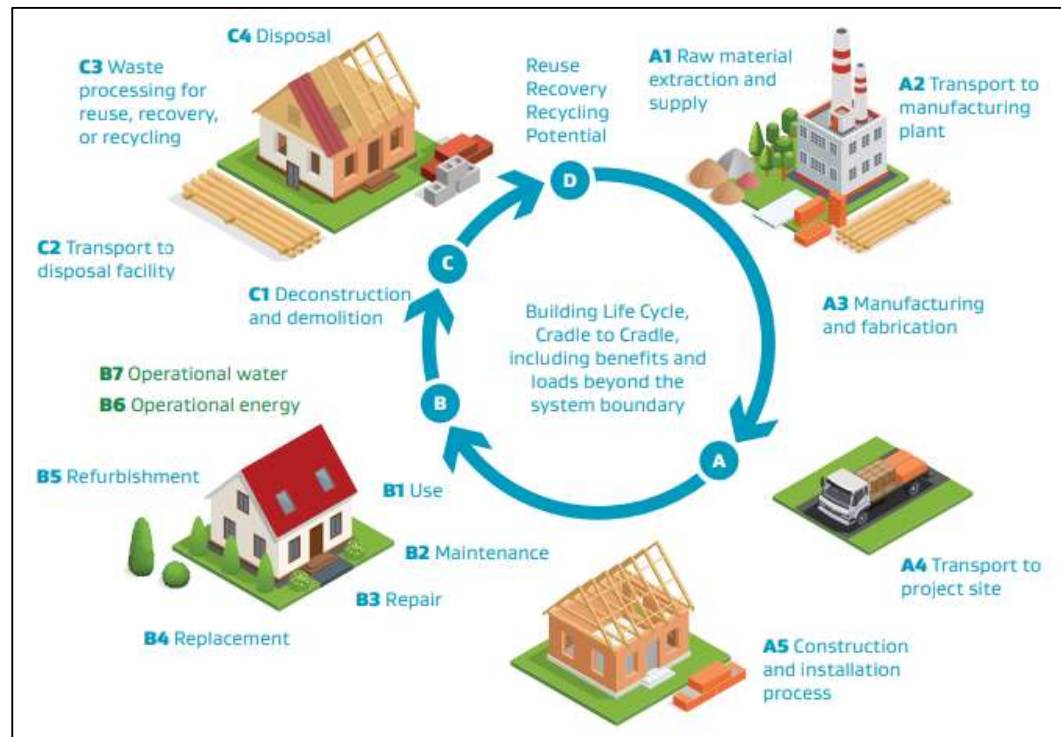 C4 Disposal
C3 Waste
processing for
reuse, recovery,
or recycling
C2 Transport to
disposal facility
C1 Deconstruction
and demolition
Reuse
Recovery
Recycling
Potential
D
A1 Raw material
extraction and
supply
A2 Transport to
manufacturing
plant
A3 Manufacturing
and fabrication
C
Building Life Cycle,
Cradle to Cradle,
including benefits and
loads beyond the
system boundary
B
A
B7 Operational water
B6 Operational energy
B5 Refurbishment
B1 Use
B2 Maintenance
B3 Repair
B4 Replacement
A4 Transport to
project site
A5 Construction
and installation
process